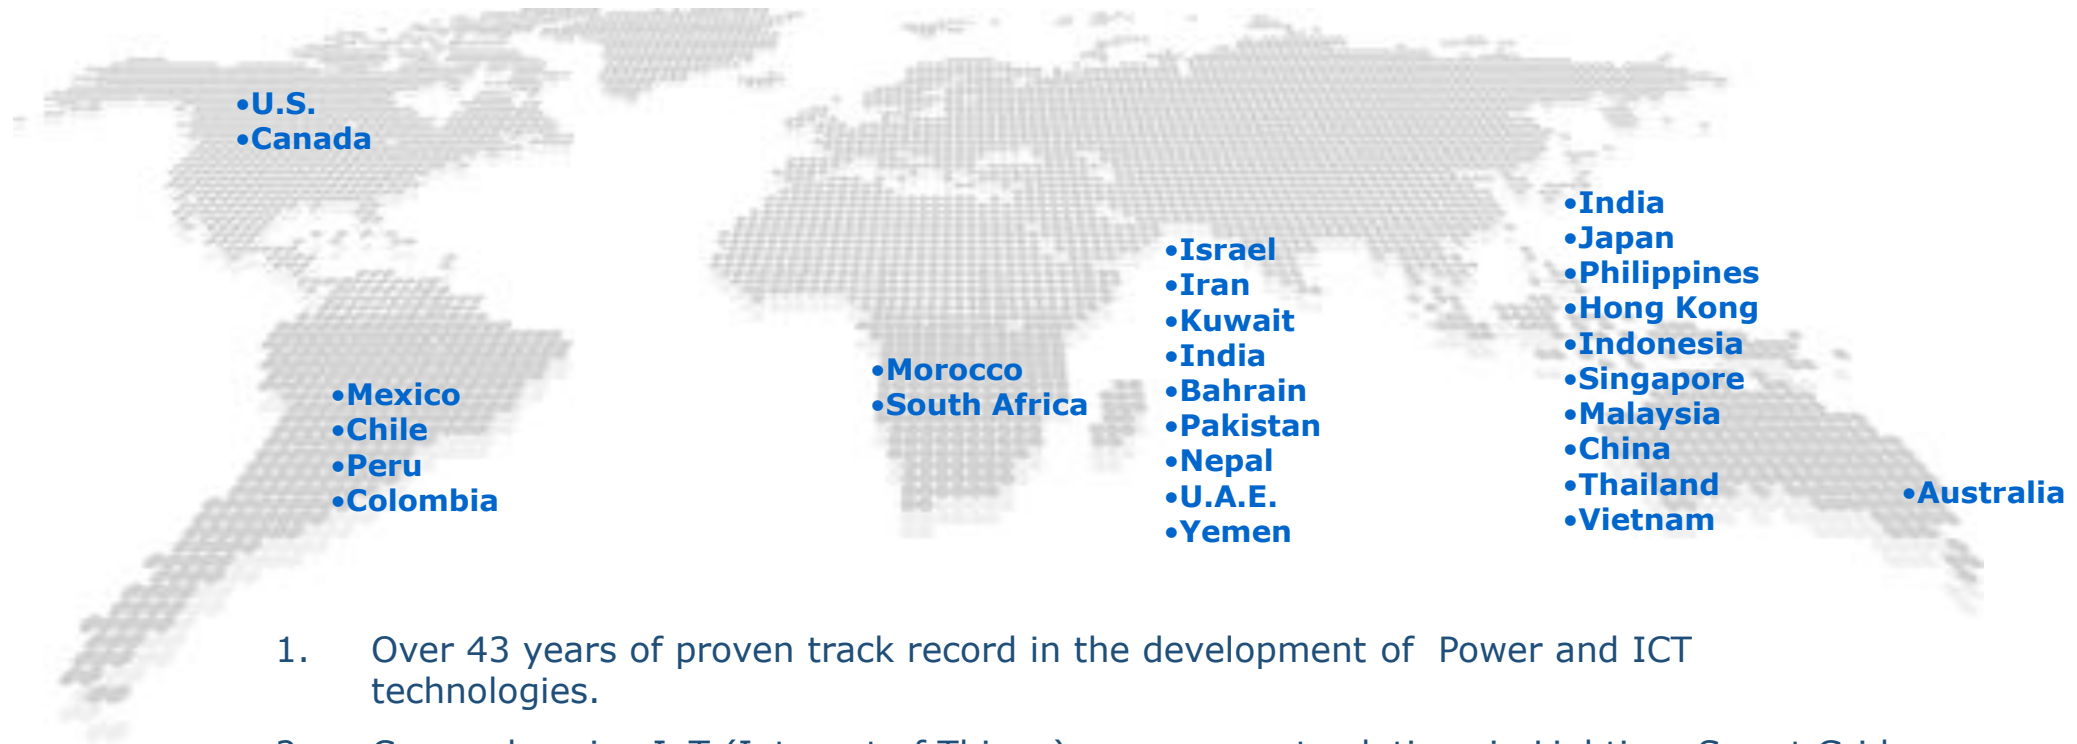 •U.S.
•Canada
•Mexico
•Chile
•Peru
•Colombia
•Morocco
•South Africa
•Israel
•Iran
•Kuwait
•India
•Bahrain
•Pakistan
•Nepal
•U.A.E.
•Yemen
•India
•Japan
•Philippines
•Hong Kong
•Indonesia
•Singapore
•Malaysia
•China
•Thailand
•Vietnam
•Australia
1. Over 43 years of proven track record in the development of Power and ICT
technologies.